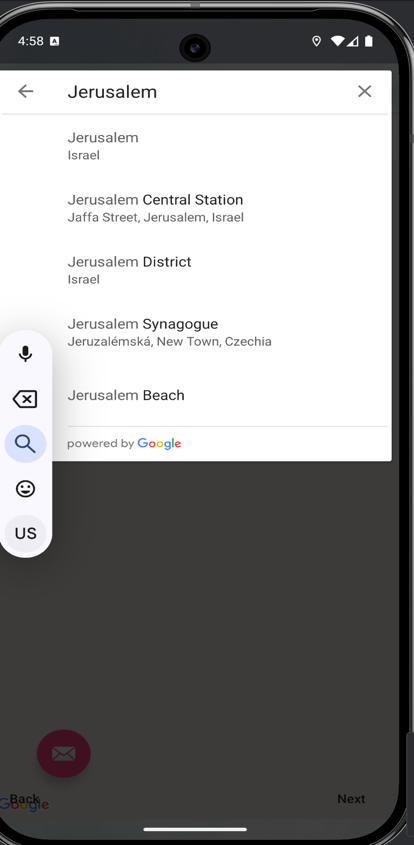 4:58 A
Jerusalem
Jerusalem
Israel
Jerusalem Central Station
Jaffa Street, Jerusalem, Israel
Jerusalem District
Israel
Jerusalem Synagogue
Jeruzalémská, New Town, Czechia
Jerusalem Beach
powered by Google
US
Back
Google
Next